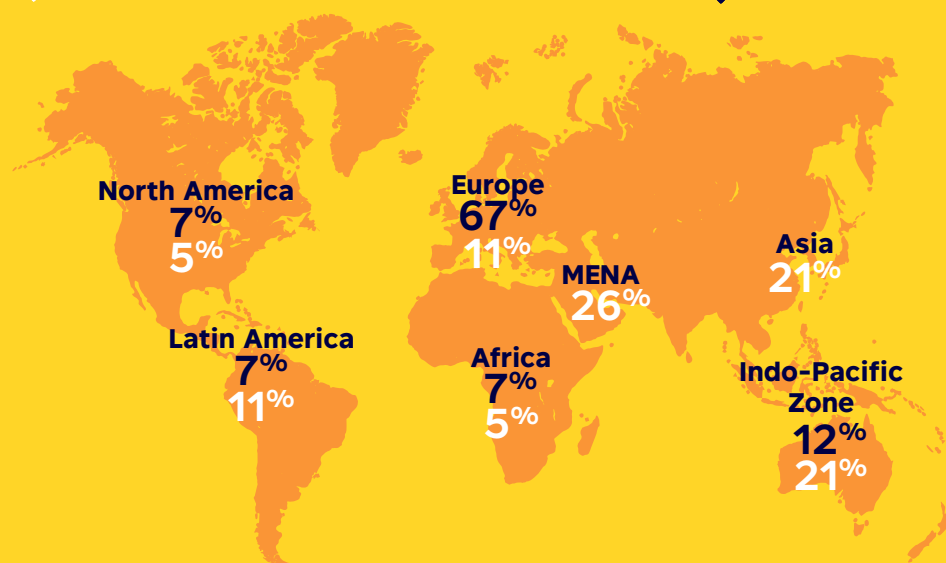 North America
7%
5%
Europe
67%
11%
MENA
26%
Asia
21%
Latin America
7%
11%
Africa
7%
5%
Indo-Pacific
Zone
12%
21%